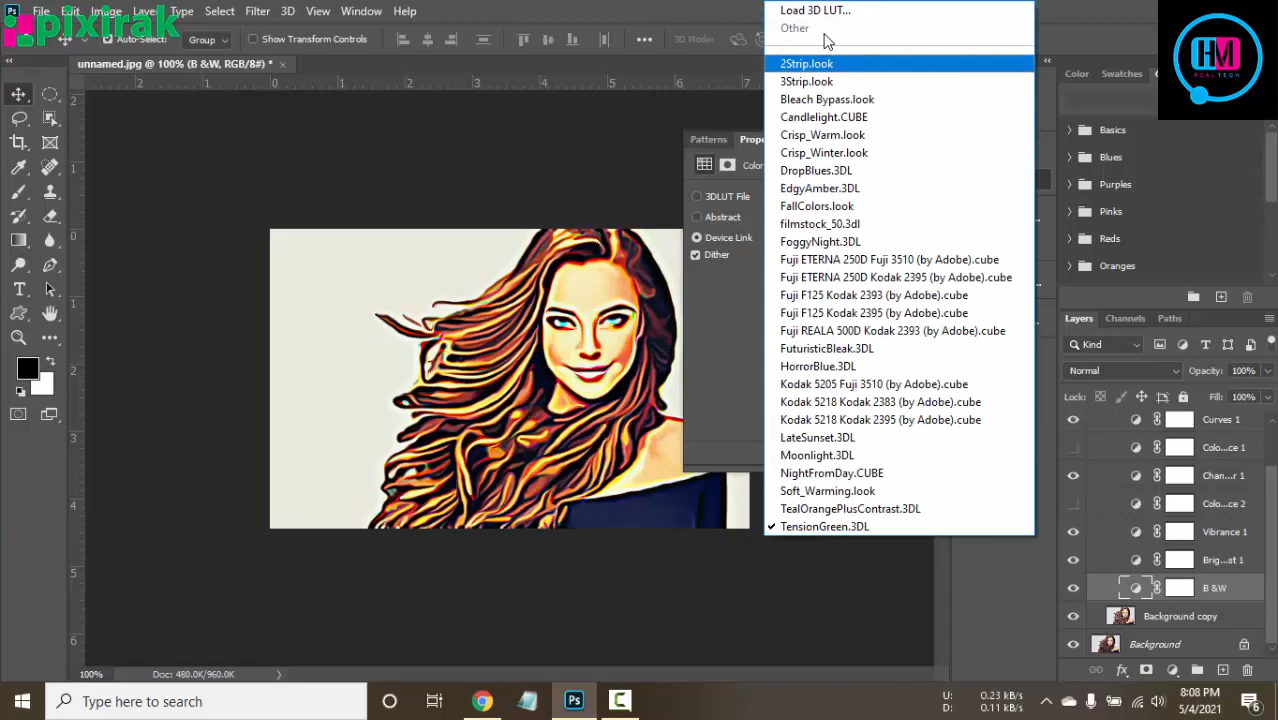 pixirak
Ps
File Edit Image Layer Type Select Filter 3D View Window Help
Auto-Select: Group Show Transform Controls 3D Mode:
unnamed.jpg @ 100% (B &W, RGB/8#) *
Patterns
3DLUT File
Abstract
Device Link
Dither
Load 3D LUT...
Other
2Strip.look
3Strip.look
Bleach Bypass.look
Candlelight.CUBE
Crisp_Warm.look
Crisp_Winter.look
DropBlues.3DL
EdgyAmber.3DL
FallColors.look
filmstock_50.3dl
FoggyNight.3DL
Fuji ETERNA 250D Fuji 3510 (by Adobe).cube
Fuji ETERNA 250D Kodak 2395 (by Adobe).cube
Fuji F125 Kodak 2393 (by Adobe).cube
Fuji F125 Kodak 2395 (by Adobe).cube
Fuji REALA 500D Kodak 2393 (by Adobe).cube
FuturisticBleak.3DL
HorrorBlue.3DL
Kodak 5205 Fuji 3510 (by Adobe).cube
Kodak 5218 Kodak 2383 (by Adobe).cube
Kodak 5218 Kodak 2395 (by Adobe).cube
LateSunset.3DL
Moonlight.3DL
NightFromDay.CUBE
Soft_Warming.look
TealOrangePlusContrast.3DL
TensionGreen.3DL
HM
REALTECH
Color Swatches
Basics
Blues
Purples
Pinks
Reds
Oranges
Layers Channels Paths
Kind
Normal Opacity: 100%
Lock: Fill: 100%
Curves 1
Colo...ce 1
Chan...r 1
Colo...ce 2
Vibrance 1
Brig...st 1
B &W
Background copy
Background
100% Doc: 480.0K/960.0K
Type here to search
U: 0.23 kB/s
D: 0.11 kB/s
8:08 PM
5/4/2021
6